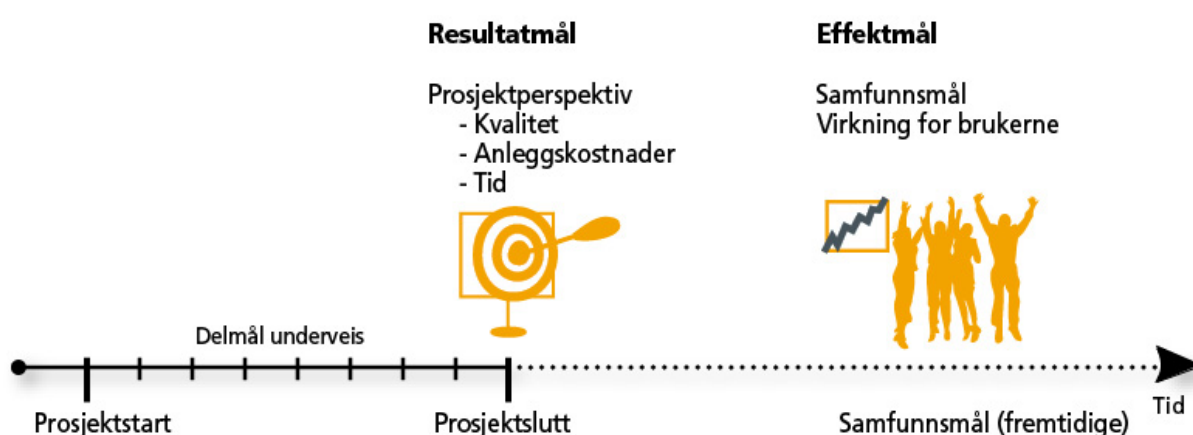 Resultatmål
Prosjektperspektiv
- Kvalitet
- Anleggskostnader
- Tid
Effektmål
Samfunnsmål
Virkning for brukerne
Delmål underveis
Prosjektstart
Prosjektslutt
Samfunnsmål (fremtidige)
Tid